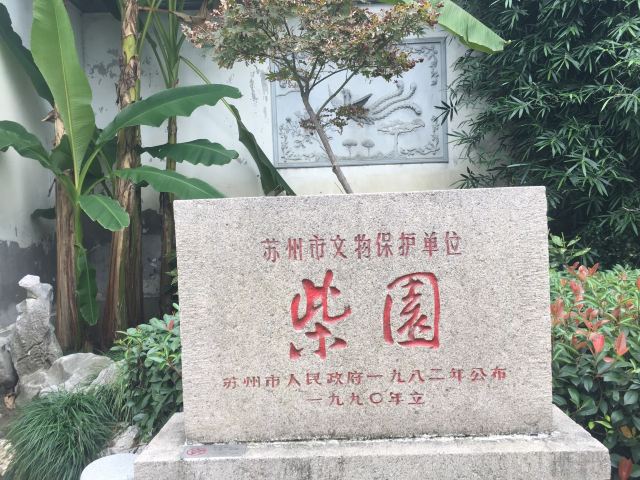 苏州市文物保护单位
柴園
苏州市人民政府一九八二年公布
一九九〇年立